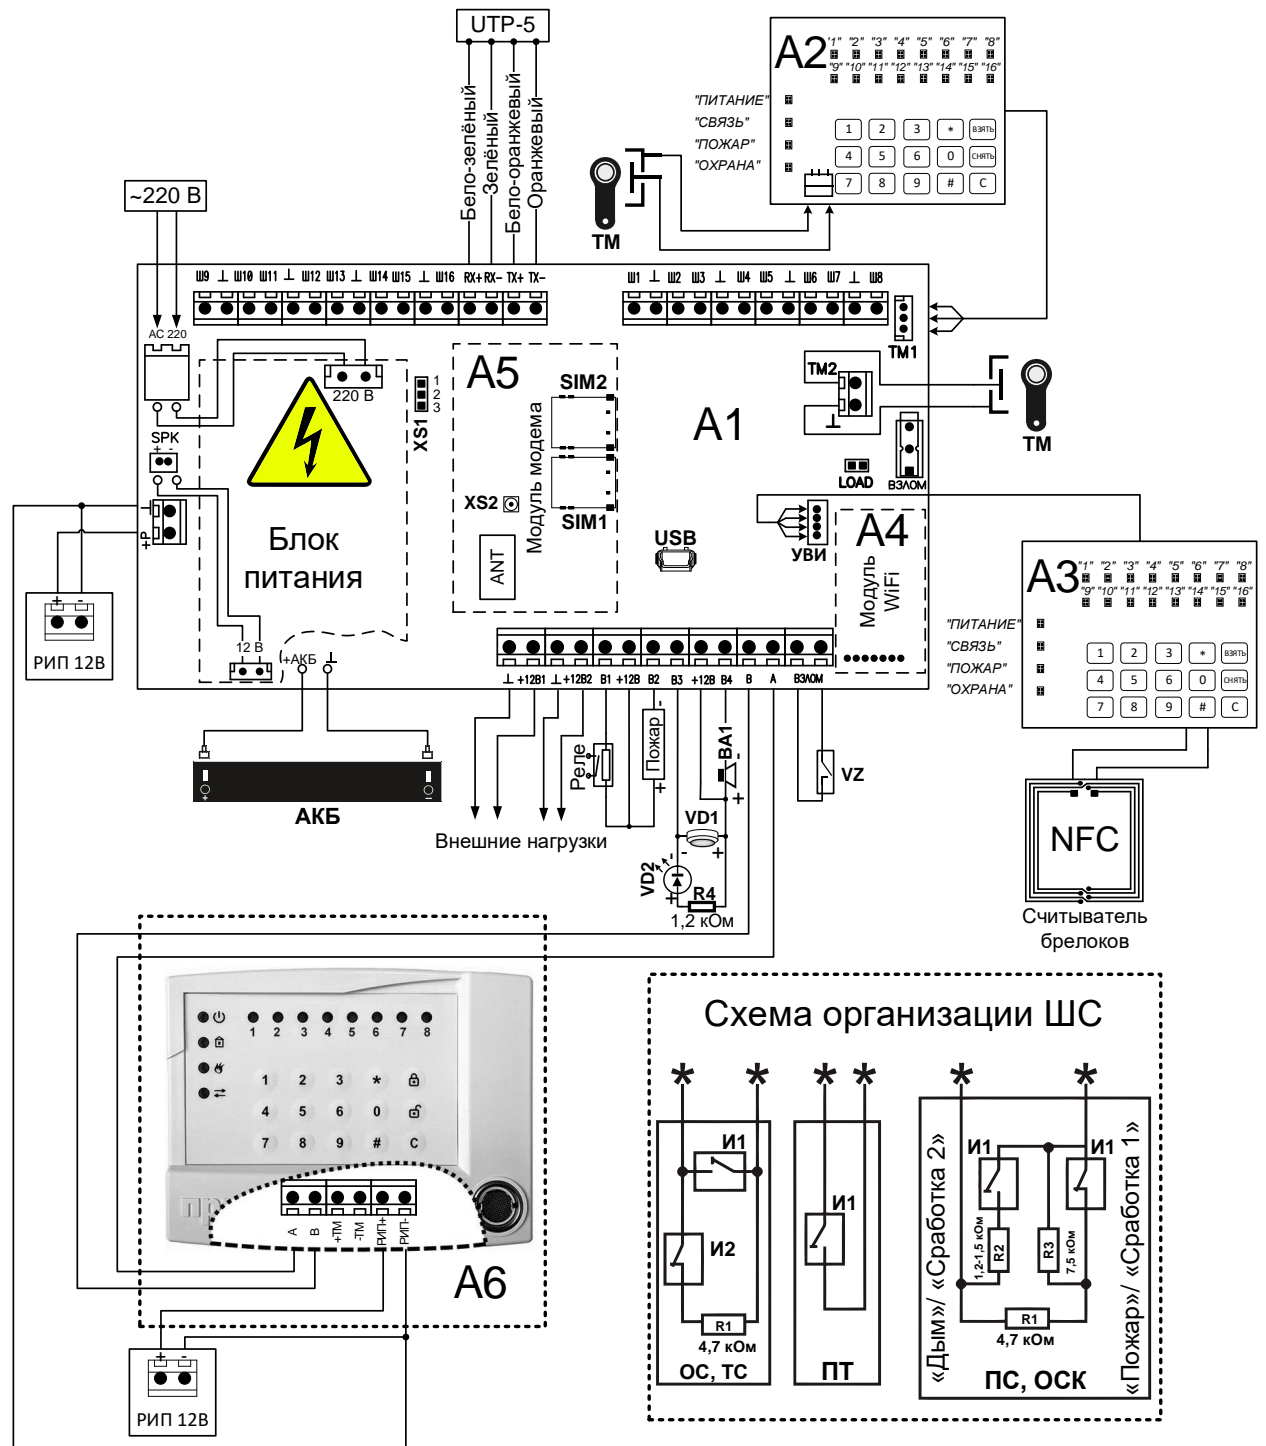 UTP-5
Бело-зелёный
Зелёный
Бело-оранжевый
Оранжевый
~220 В
A2
"1" "2" "3" "4" "5" "6" "7" "8"
"9" "10" "11" "12" "13" "14" "15" "16"
"ПИТАНИЕ"
"СВЯЗЬ"
"ПОЖАР"
"ОХРАНА"
1 2 3 * ВЗЯТЬ
4 5 6 0 СНЯТЬ
7 8 9 # C
ТМ
Ш9 ⊥ Ш10 Ш11 ⊥ Ш12 Ш13 ⊥ Ш14 Ш15 ⊥ Ш16 RX+ RX- TX+ TX-
Ш1 ⊥ Ш2 Ш3 ⊥ Ш4 Ш5 ⊥ Ш6 Ш7 ⊥ Ш8
AC 220
TM1
A5
SIM2
SIM1
Модуль модема
XS2
ANT
220 В
1
2
3
XS1
A1
TM2
⊥
ТМ
SPK
+ -
⊥
+P
Блок
питания
LOAD
ВЗЛОМ
USB
УВИ
A4
Модуль
WiFi
+ -
РИП 12В
12 В
+АКБ ⊥
A3
"1" "2" "3" "4" "5" "6" "7" "8"
"9" "10" "11" "12" "13" "14" "15" "16"
"ПИТАНИЕ"
"СВЯЗЬ"
"ПОЖАР"
"ОХРАНА"
1 2 3 * ВЗЯТЬ
4 5 6 0 СНЯТЬ
7 8 9 # C
⊥ +12В1 ⊥ +12В2 В1 +12В В2 В3 +12В В4 B A ВЗЛОМ
+ -
АКБ
Внешние нагрузки
Реле
Пожар
-
+
BA1
-
+
VZ
VD1
- +
VD2
-
+
R4
1,2 кОм
NFC
Считыватель
брелоков
1 2 3 4 5 6 7 8
1 2 3 *
4 5 6 0
7 8 9 # C
пр
A
B
+ТМ
-ТМ
РИП+
РИП-
A6
+ -
РИП 12В
Схема организации ШС
* * * * * *
И1
И2
R1
4,7 кОм
ОС, ТС
И1
ПТ
«Дым»/ «Сработка 2»
И1
И1
1,2-1,5 кОм
R2
R3
7,5 кОм
R1
4,7 кОм
ПС, ОСК
«Пожар»/ «Сработка 1»